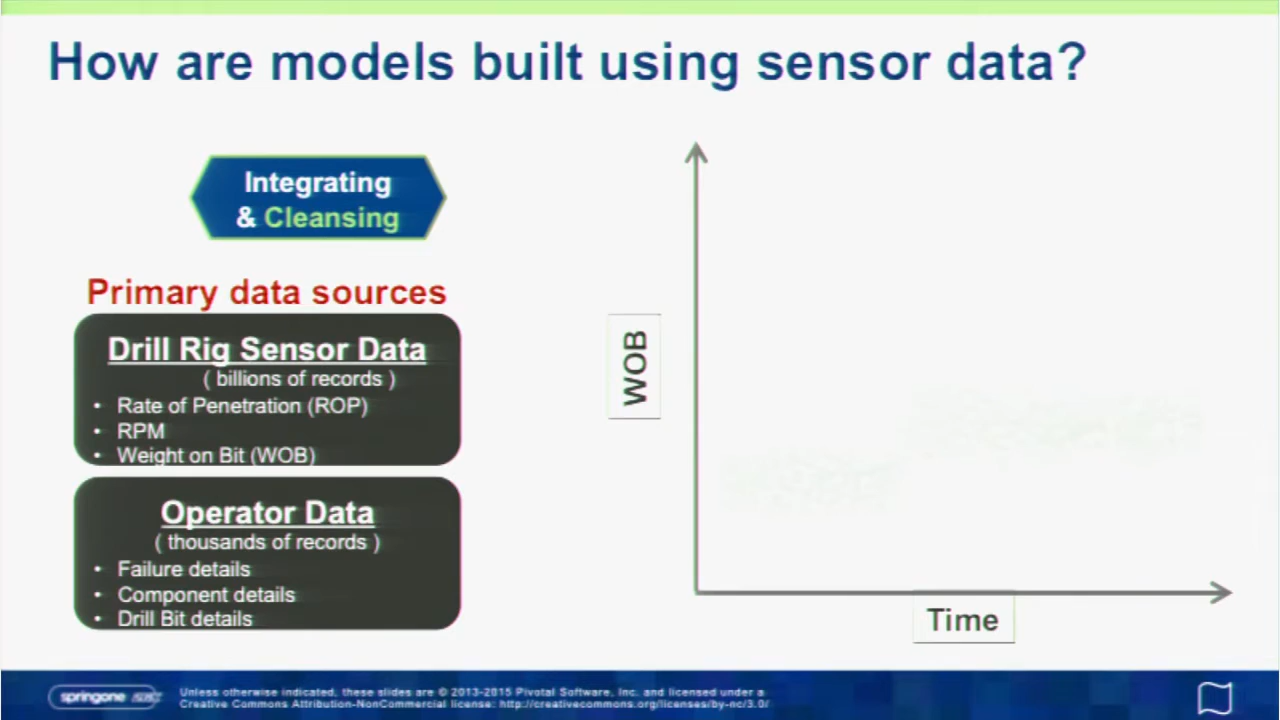 How are models built using sensor data?
Integrating
& Cleansing
Primary data sources
Drill Rig Sensor Data
( billions of records )
• Rate of Penetration (ROP)
• RPM
• Weight on Bit (WOB)
Operator Data
( thousands of records )
• Failure details
• Component details
• Drill Bit details
WOB
Time
springone
Unless otherwise indicated, these slides are © 2013-2015 Pivotal Software, Inc. and licensed under a
Creative Commons Attribution-NonCommercial license: http://creativecommons.org/licenses/by-nc/3.0/